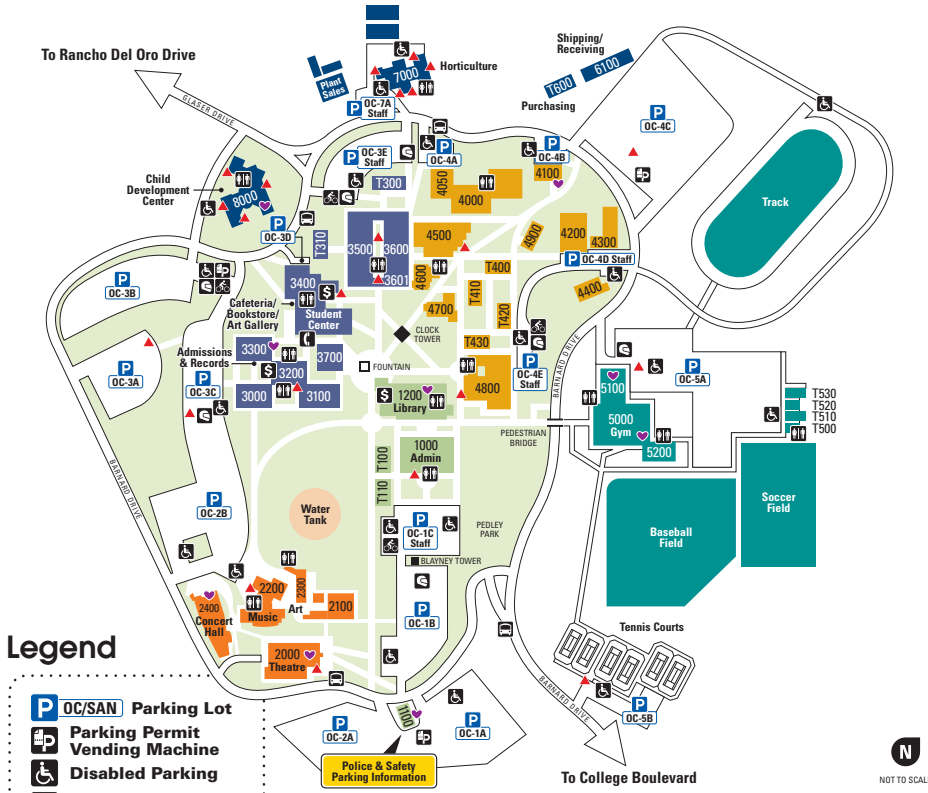 To Rancho Del Oro Drive
GLASER DRIVE
Plant
Sales
7000
Horticulture
P
OC-7A
Staff
Shipping/
Receiving
T600
6100
Purchasing
P
OC-4C
P
OC-3E
Staff
P
OC-4A
P
OC-4B
Child
Development
Center
8000
T300
4050
4000
4100
Track
P
OC-3D
T310
3500
3600
3601
4500
4600
4900
4200
4300
P
OC-4D Staff
4400
P
OC-3B
3400
$
Student
Center
Cafeteria/
Bookstore/
Art Gallery
T400
T410
T420
4700
CLOCK
TOWER
T430
Admissions
& Records
3300
$
3200
3700
3000
3100
FOUNTAIN
P
OC-3A
P
OC-3C
$
1200
Library
4800
P
OC-4E
Staff
BARNARD DRIVE
P
OC-5A
5100
5000
Gym
5200
T530
T520
T510
T500
PEDESTRIAN
BRIDGE
1000
Admin
T100
T110
BARNARD DRIVE
P
OC-2B
Water
Tank
P
OC-1C
Staff
PEDLEY
PARK
BLAYNEY TOWER
Baseball
Field
Soccer
Field
2200
Music
2300
Art
2100
2400
Concert
Hall
P
OC-1B
2000
Theatre
Tennis Courts
BARNARD DRIVE
P
OC-5B
1100
P
OC-2A
P
OC-1A
Police & Safety
Parking Information
To College Boulevard
N
NOT TO SCALE
Legend
P OC/SAN Parking Lot
P Parking Permit
Vending Machine
Disabled Parking